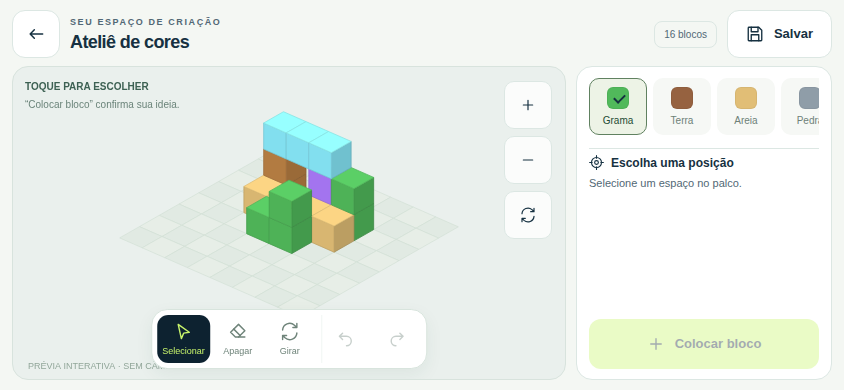 SEU ESPAÇO DE CRIAÇÃO
Ateliê de cores
16 blocos
Salvar
TOQUE PARA ESCOLHER
“Colocar bloco” confirma sua ideia.
Grama
Terra
Areia
Pedra
Escolha uma posição
Selecione um espaço no palco.
Selecionar
Apagar
Girar
PRÉVIA INTERATIVA · SEM
Colocar bloco